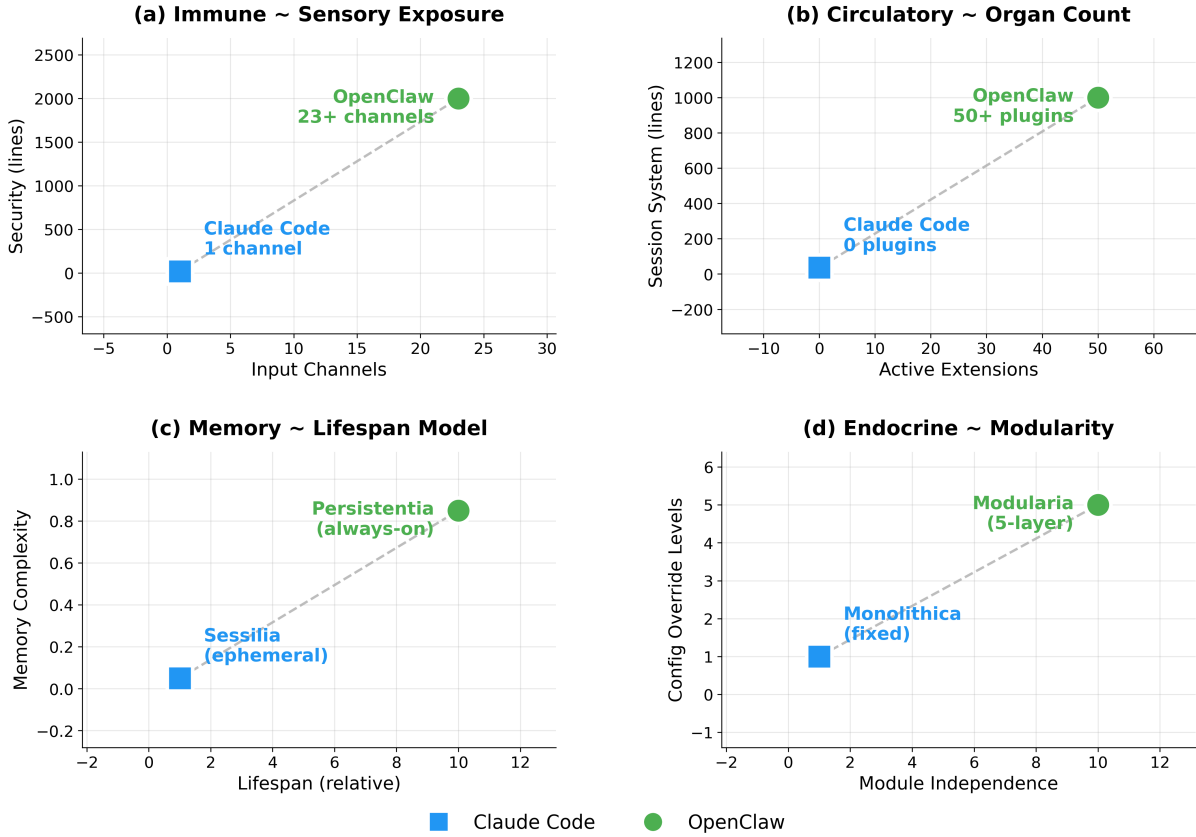 (a) Immune ~ Sensory Exposure
Security (lines)
2500
2000
1500
1000
500
0
−500
OpenClaw
23+ channels
Claude Code
1 channel
−5
0
5
10
15
20
25
30
Input Channels
(b) Circulatory ~ Organ Count
Session System (lines)
1200
1000
800
600
400
200
0
−200
OpenClaw
50+ plugins
Claude Code
0 plugins
−10
0
10
20
30
40
50
60
Active Extensions
(c) Memory ~ Lifespan Model
Memory Complexity
1.0
0.8
0.6
0.4
0.2
0.0
−0.2
Persistentia
(always-on)
Sessilia
(ephemeral)
−2
0
2
4
6
8
10
12
Lifespan (relative)
(d) Endocrine ~ Modularity
Config Override Levels
6
5
4
3
2
1
0
−1
Modularia
(5-layer)
Monolithica
(fixed)
−2
0
2
4
6
8
10
12
Module Independence
Claude Code
OpenClaw